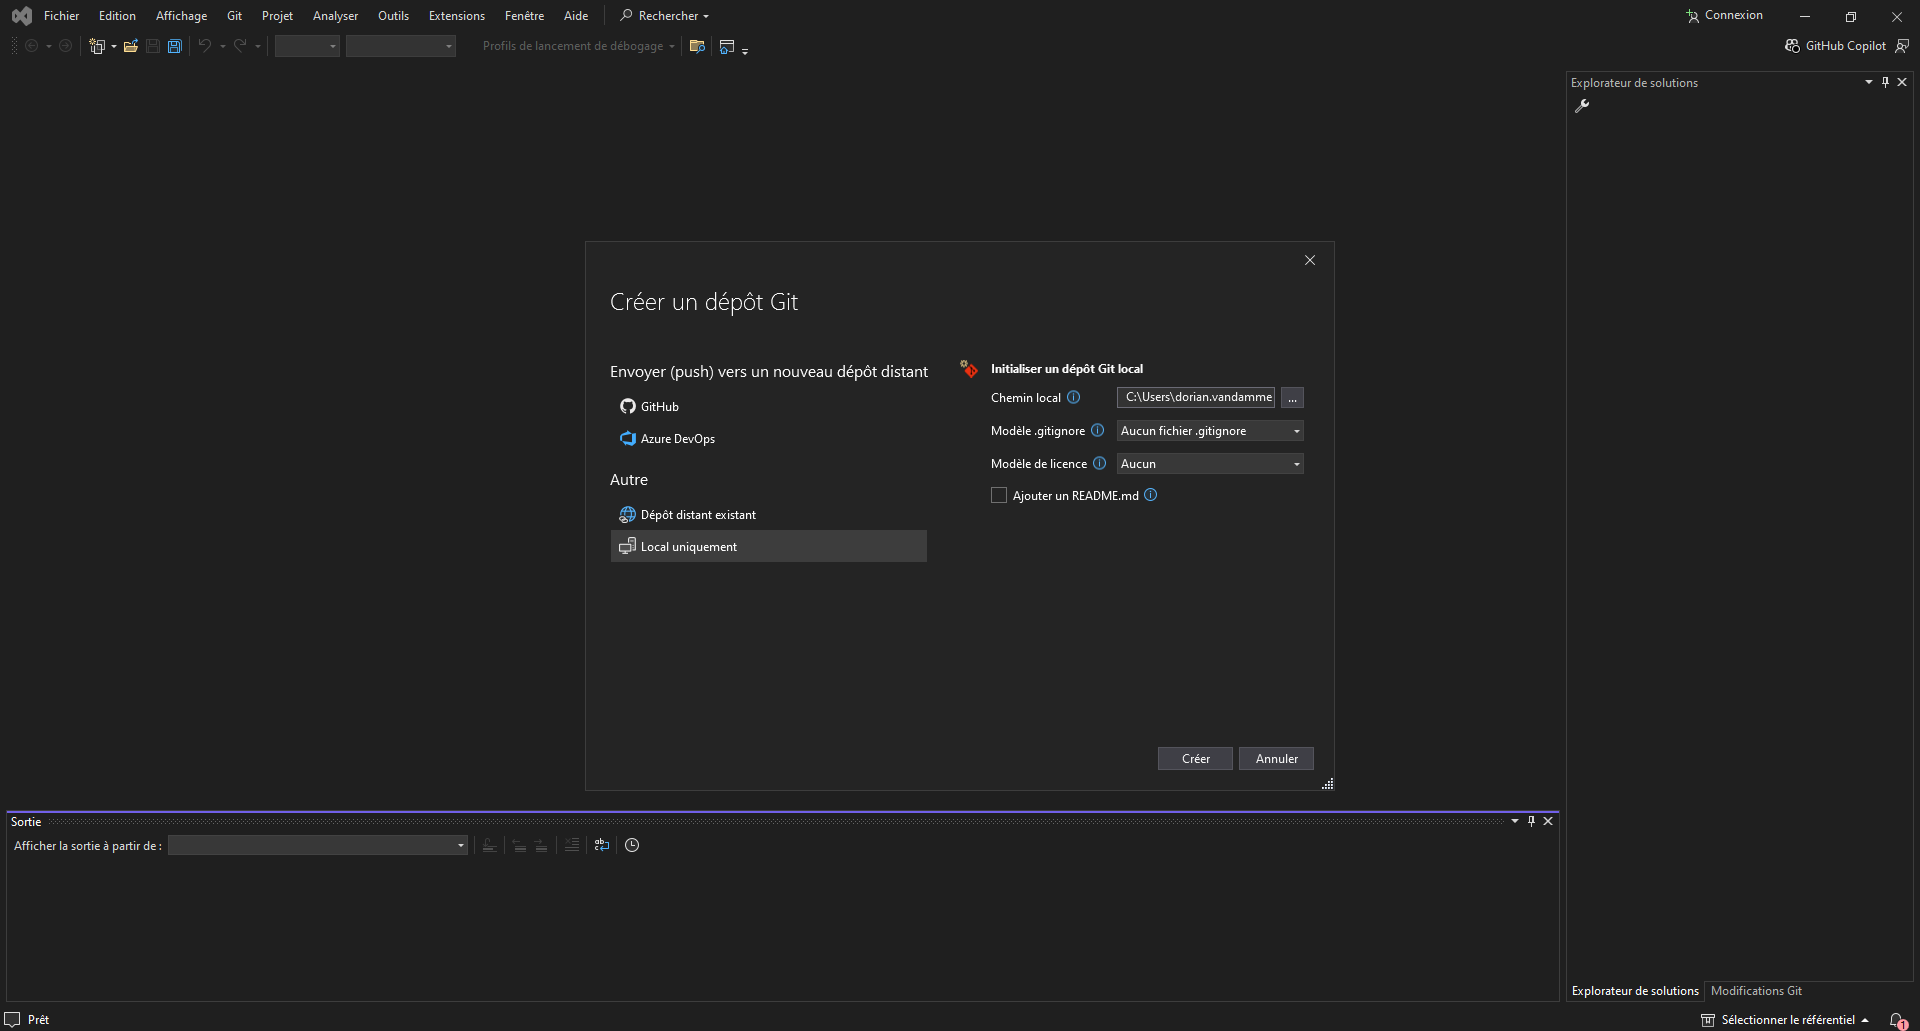 Fichier Edition Affichage Git Projet Analyser Outils Extensions Fenêtre Aide Rechercher Connexion
Profils de lancement de débogage GitHub Copilot
Explorateur de solutions
Créer un dépôt Git
Envoyer (push) vers un nouveau dépôt distant
GitHub
Azure DevOps
Autre
Dépôt distant existant
Local uniquement
Initialiser un dépôt Git local
Chemin local C:\Users\dorian.vandamme ...
Modèle .gitignore Aucun fichier .gitignore
Modèle de licence Aucun
Ajouter un README.md
Créer Annuler
Sortie
Afficher la sortie à partir de :
Explorateur de solutions Modifications Git
Prêt Sélectionner le référentiel 1